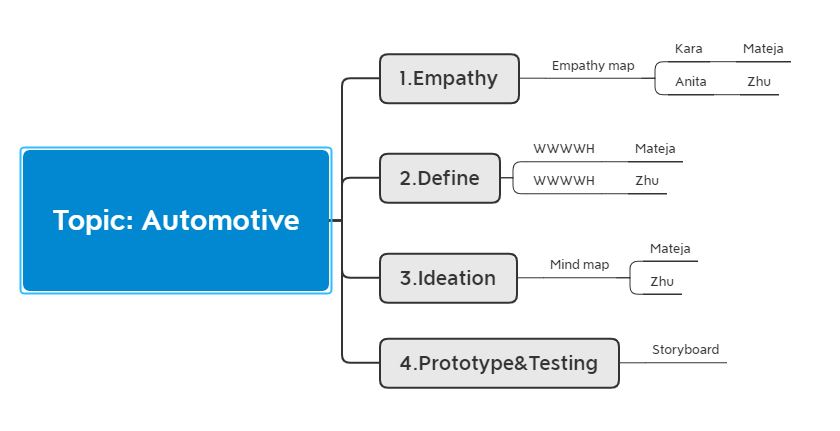 Topic: Automotive
1.Empathy
Empathy map
Kara Mateja
Anita Zhu
2.Define
WWWWH Mateja
WWWWH Zhu
3.Ideation
Mind map
Mateja
Zhu
4.Prototype&Testing
Storyboard